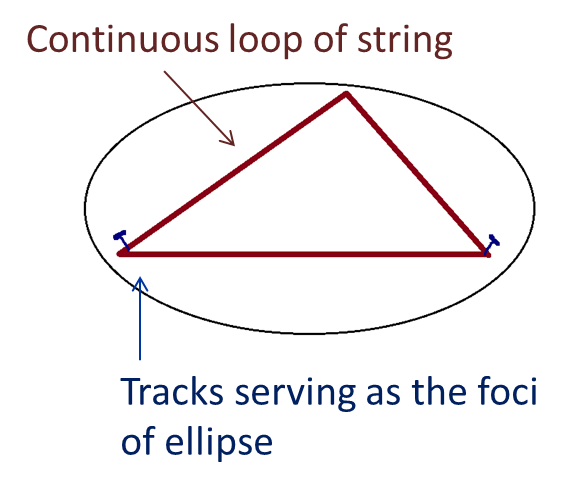 Continuous loop of string
Tracks serving as the foci
of ellipse